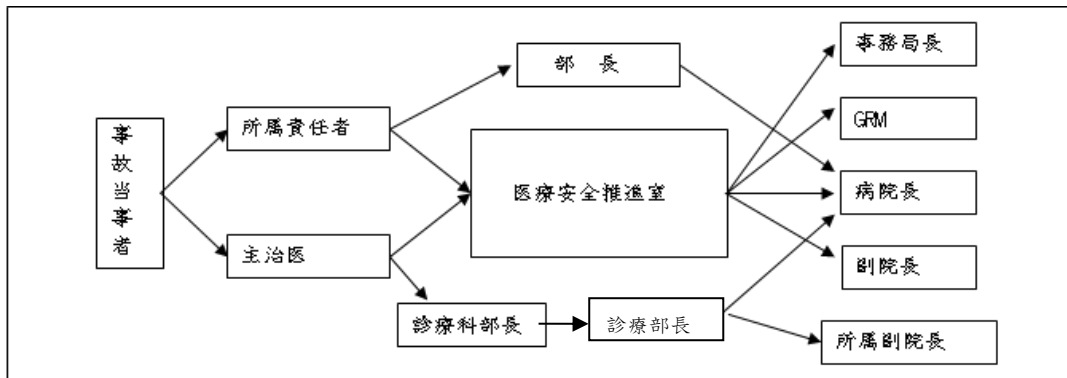 事故当事者
所属責任者
主治医
部　長
医療安全推進室
診療科部長
診療部長
事務局長
GRM
病院長
副院長
所属副院長